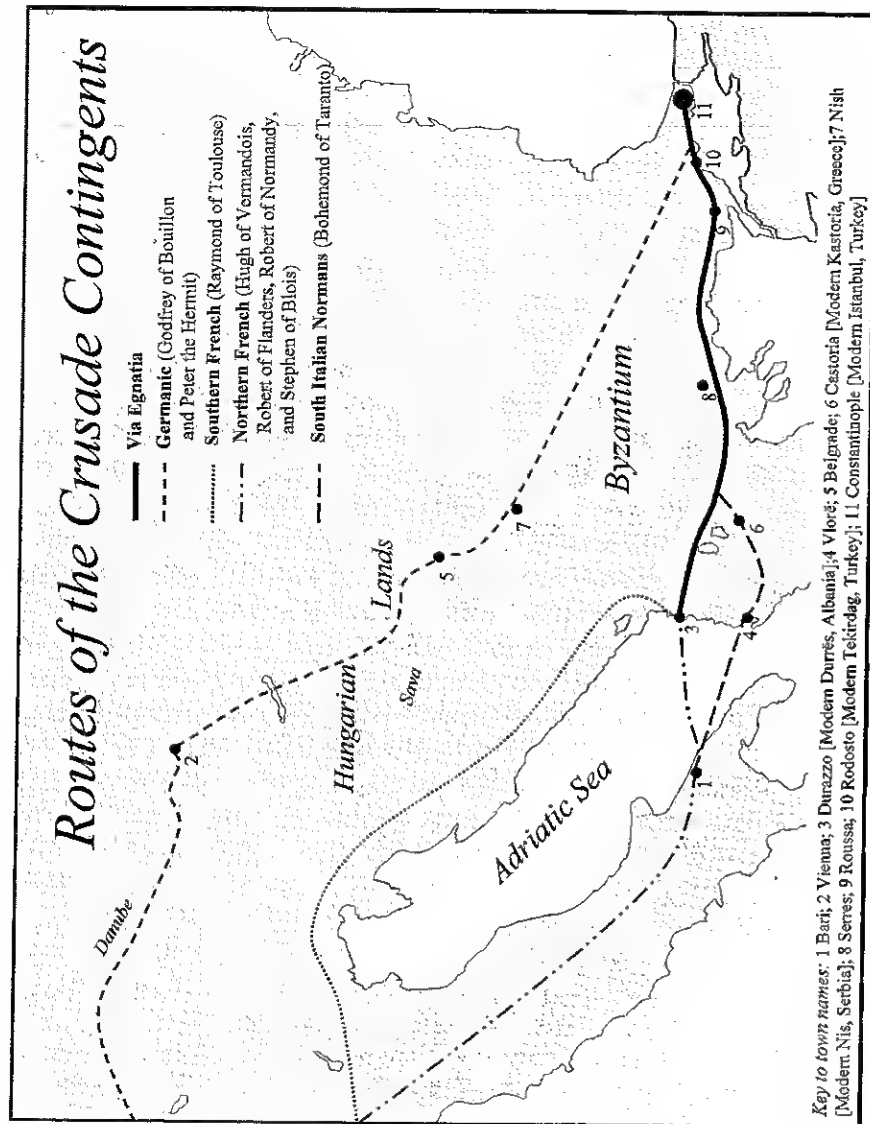 Routes of the Crusade Contingents
Via Egnatia
Germanic (Godfrey of Bouillon
and Peter the Hermit)
Southern French (Raymond of Toulouse)
Northern French (Hugh of Vermandois,
Robert of Flanders, Robert of Normandy,
and Stephen of Blois)
South Italian Normans (Bohemond of Taranto)
Danube
2
Hungarian
Lands
Sava
5
7
Adriatic Sea
Byzantium
1
3
4
6
8
9
10
11
Key to town names: 1 Bari; 2 Vienna; 3 Durazzo [Modern Durrës, Albania];4 Vlorë; 5 Belgrade; 6 Castoria [Modern Kastoria, Greece];7 Nish
[Modern Nis, Serbia]; 8 Serres; 9 Roussa; 10 Rodosto [Modern Tekirdag, Turkey]; 11 Constantinople [Modern Istanbul, Turkey]